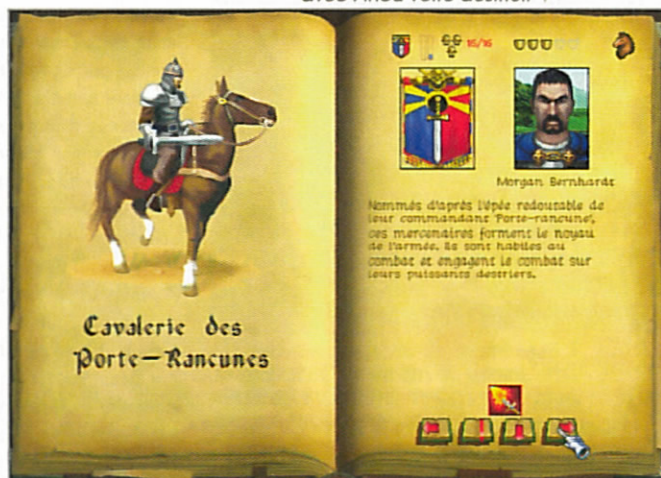 Cavalerie des
Porte-Rancunes
16/16
Morgan Bernhardt
Nommés d'après l'épée redoutable de
leur commandant 'Porte-rancune',
ces mercenaires forment le noyau
de l'armée. Ils sont habiles au
combat et engagent le combat sur
leurs puissants destriers.